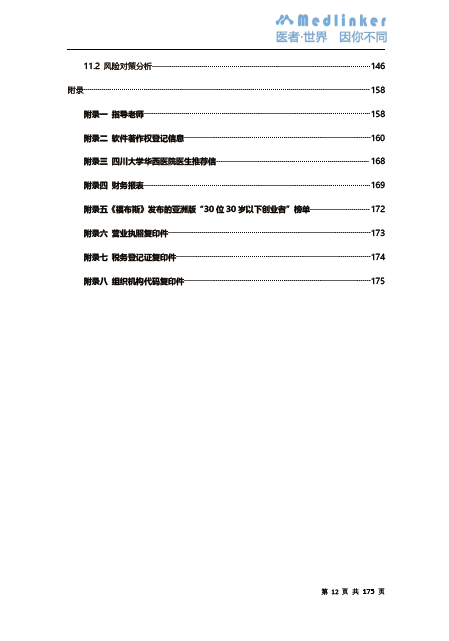 Medlinker
医者·世界 因你不同
11.2 风险对策分析 146
附录 158
附录一 指导老师 158
附录二 软件著作权登记信息 160
附录三 四川大学华西医院医生推荐信 168
附录四 财务报表 169
附录五《福布斯》发布的亚洲版“30 位 30 岁以下创业者”榜单 172
附录六 营业执照复印件 173
附录七 税务登记证复印件 174
附录八 组织机构代码复印件 175
第 12 页 共 175 页